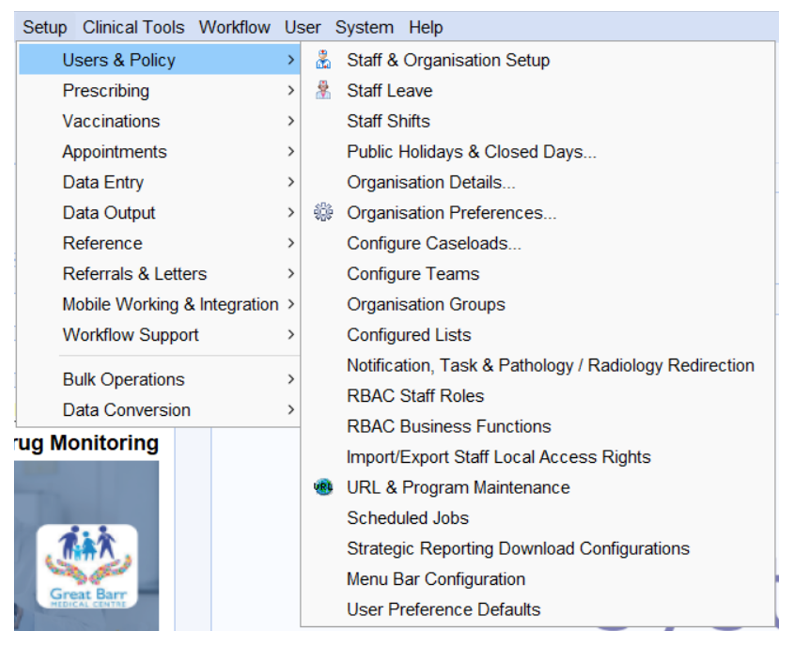 Setup Clinical Tools Workflow User System Help
Users & Policy
Prescribing
Vaccinations
Appointments
Data Entry
Data Output
Reference
Referrals & Letters
Mobile Working & Integration
Workflow Support
Bulk Operations
Data Conversion
Staff & Organisation Setup
Staff Leave
Staff Shifts
Public Holidays & Closed Days...
Organisation Details...
Organisation Preferences...
Configure Caseloads...
Configure Teams
Organisation Groups
Configured Lists
Notification, Task & Pathology / Radiology Redirection
RBAC Staff Roles
RBAC Business Functions
Import/Export Staff Local Access Rights
URL
URL & Program Maintenance
Scheduled Jobs
Strategic Reporting Download Configurations
Menu Bar Configuration
User Preference Defaults
rug Monitoring
Great Barr
MEDICAL CENTRE